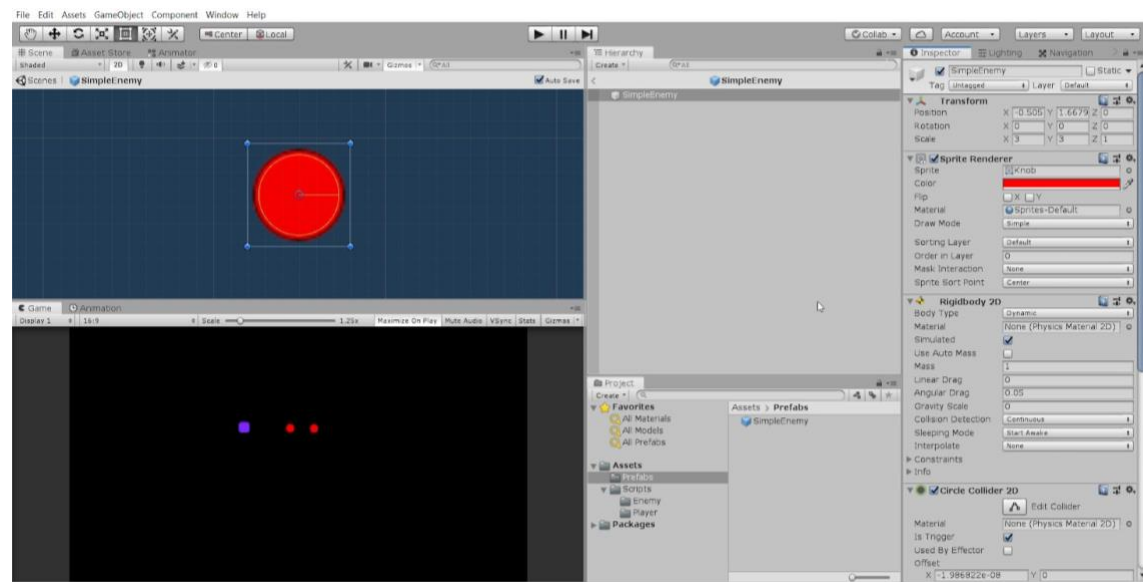 File Edit Assets GameObject Component Window Help
Center Local
Collab Account Layers Layout
Scene Asset Store Animator
Shaded 2D Gizmos
Scenes SimpleEnemy Auto Save
Game Animation
Display 1 16:9 Scale 1.25x Maximize On Play Mute Audio VSync Stats Gizmos
Hierarchy
Create
SimpleEnemy
SimpleEnemy
Project
Create
Favorites
All Materials
All Models
All Prefabs
Assets
Prefabs
Scripts
Enemy
Player
Packages
Assets > Prefabs
SimpleEnemy
Inspector Lighting Navigation
SimpleEnemy Static
Tag Untagged Layer Default
Transform
Position X -0.505 Y 1.6679 Z 0
Rotation X 0 Y 0 Z 0
Scale X 3 Y 3 Z 1
Sprite Renderer
Sprite Knob
Color
Flip X Y
Material Sprites-Default
Draw Mode Simple
Sorting Layer Default
Order in Layer 0
Mask Interaction None
Sprite Sort Point Center
Rigidbody 2D
Body Type Dynamic
Material None (Physics Material 2D)
Simulated
Use Auto Mass
Mass 1
Linear Drag 0
Angular Drag 0.05
Gravity Scale 0
Collision Detection Continuous
Sleeping Mode Start Awake
Interpolate None
Constraints
Info
Circle Collider 2D
Edit Collider
Material None (Physics Material 2D)
Is Trigger
Used By Effector
Offset
X -1.986822e-08 Y 0